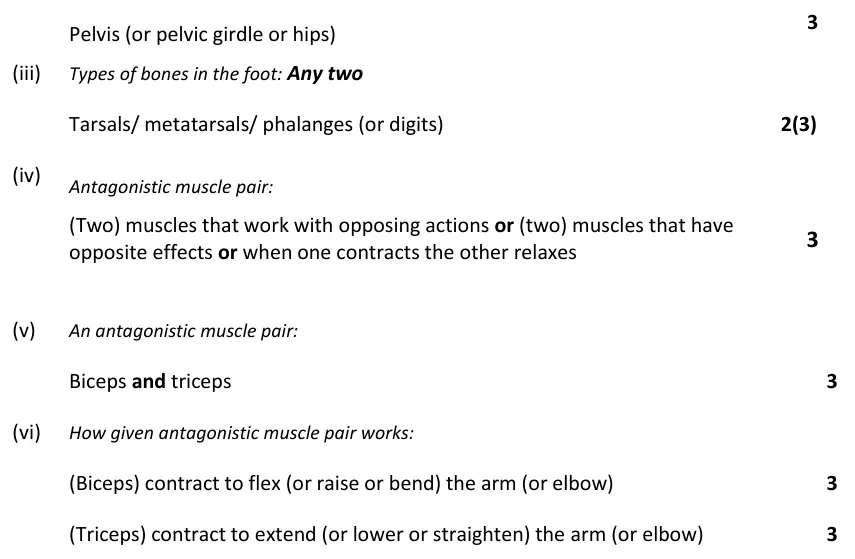 3
Pelvis (or pelvic girdle or hips)
(iii) Types of bones in the foot: Any two
Tarsals/ metatarsals/ phalanges (or digits) 2(3)
(iv) Antagonistic muscle pair:
(Two) muscles that work with opposing actions or (two) muscles that have
opposite effects or when one contracts the other relaxes 3
(v) An antagonistic muscle pair:
Biceps and triceps 3
(vi) How given antagonistic muscle pair works:
(Biceps) contract to flex (or raise or bend) the arm (or elbow) 3
(Triceps) contract to extend (or lower or straighten) the arm (or elbow) 3